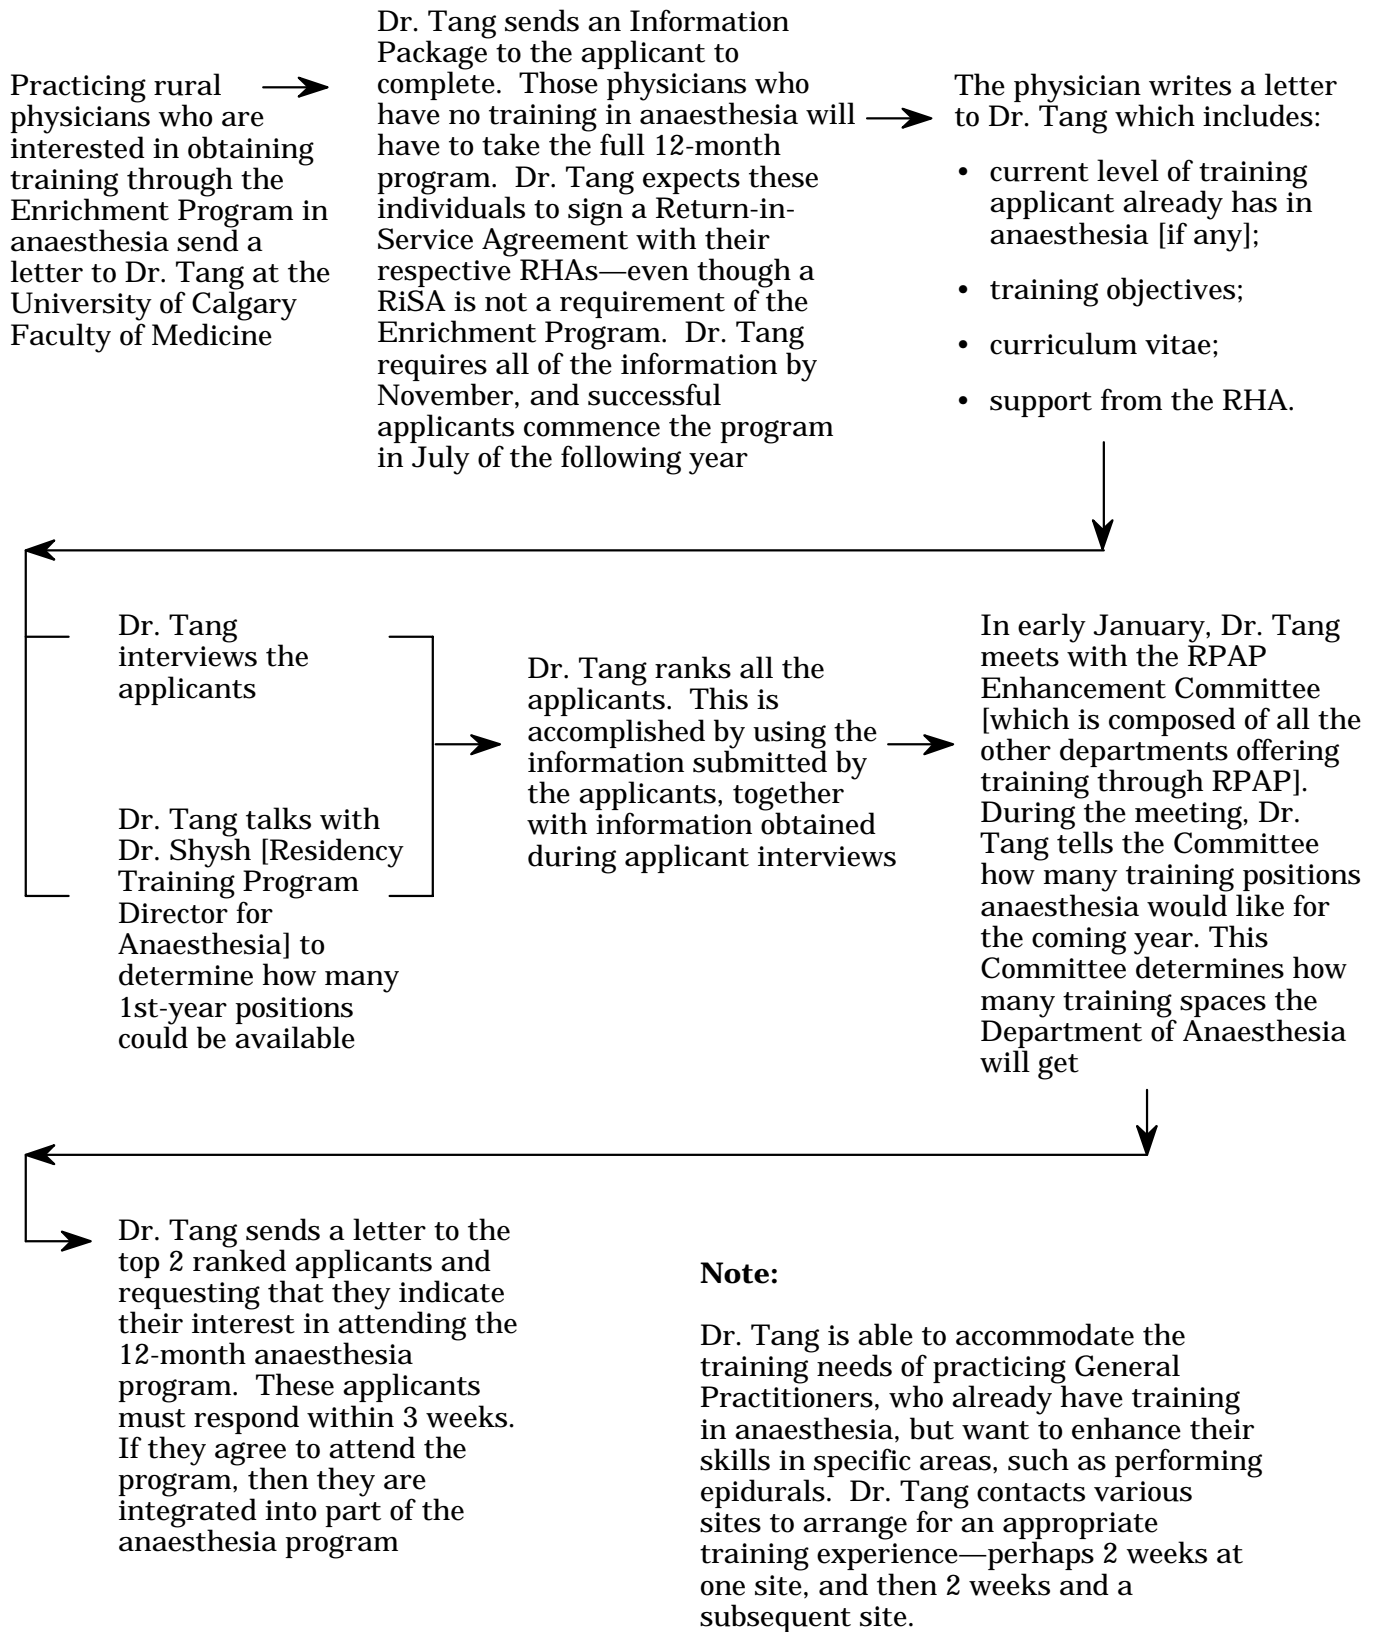 Practicing rural
physicians who are
interested in obtaining
training through the
Enrichment Program in
anaesthesia send a
letter to Dr. Tang at the
University of Calgary
Faculty of Medicine
Dr. Tang sends an Information
Package to the applicant to
complete. Those physicians who
have no training in anaesthesia will
have to take the full 12-month
program. Dr. Tang expects these
individuals to sign a Return-in-
Service Agreement with their
respective RHAs—even though a
RiSA is not a requirement of the
Enrichment Program. Dr. Tang
requires all of the information by
November, and successful
applicants commence the program
in July of the following year
The physician writes a letter
to Dr. Tang which includes:
• current level of training
applicant already has in
anaesthesia [if any];
• training objectives;
• curriculum vitae;
• support from the RHA.
Dr. Tang
interviews the
applicants
Dr. Tang talks with
Dr. Shysh [Residency
Training Program
Director for
Anaesthesia] to
determine how many
1st-year positions
could be available
Dr. Tang ranks all the
applicants. This is
accomplished by using the
information submitted by
the applicants, together
with information obtained
during applicant interviews
In early January, Dr. Tang
meets with the RPAP
Enhancement Committee
[which is composed of all the
other departments offering
training through RPAP].
During the meeting, Dr.
Tang tells the Committee
how many training positions
anaesthesia would like for
the coming year. This
Committee determines how
many training spaces the
Department of Anaesthesia
will get
Dr. Tang sends a letter to the
top 2 ranked applicants and
requesting that they indicate
their interest in attending the
12-month anaesthesia
program. These applicants
must respond within 3 weeks.
If they agree to attend the
program, then they are
integrated into part of the
anaesthesia program
Note:
Dr. Tang is able to accommodate the
training needs of practicing General
Practitioners, who already have training
in anaesthesia, but want to enhance their
skills in specific areas, such as performing
epidurals. Dr. Tang contacts various
sites to arrange for an appropriate
training experience—perhaps 2 weeks at
one site, and then 2 weeks and a
subsequent site.